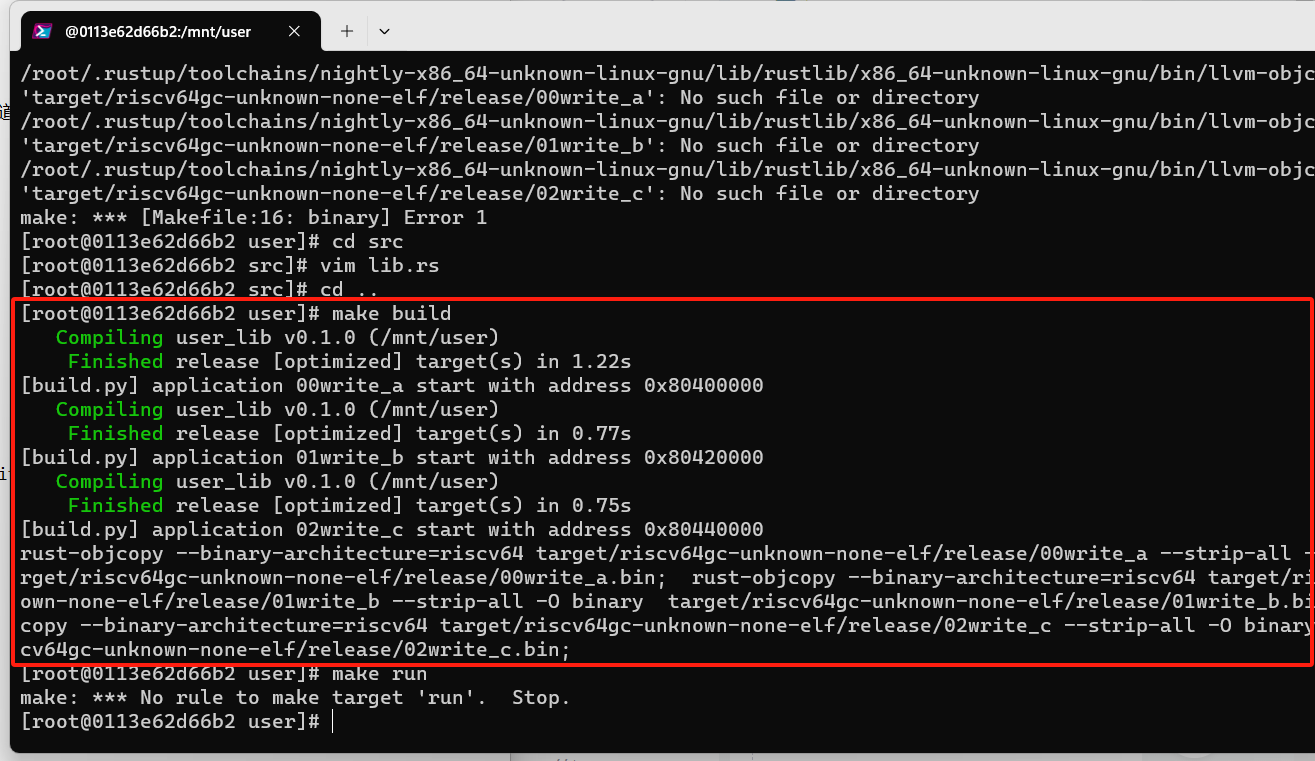 @0113e62d66b2:/mnt/user
/root/.rustup/toolchains/nightly-x86_64-unknown-linux-gnu/lib/rustlib/x86_64-unknown-linux-gnu/bin/llvm-objc
'target/riscv64gc-unknown-none-elf/release/00write_a': No such file or directory
/root/.rustup/toolchains/nightly-x86_64-unknown-linux-gnu/lib/rustlib/x86_64-unknown-linux-gnu/bin/llvm-objc
'target/riscv64gc-unknown-none-elf/release/01write_b': No such file or directory
/root/.rustup/toolchains/nightly-x86_64-unknown-linux-gnu/lib/rustlib/x86_64-unknown-linux-gnu/bin/llvm-objc
'target/riscv64gc-unknown-none-elf/release/02write_c': No such file or directory
make: *** [Makefile:16: binary] Error 1
[root@0113e62d66b2 user]# cd src
[root@0113e62d66b2 src]# vim lib.rs
[root@0113e62d66b2 src]# cd ..
[root@0113e62d66b2 user]# make build
Compiling user_lib v0.1.0 (/mnt/user)
Finished release [optimized] target(s) in 1.22s
[build.py] application 00write_a start with address 0x80400000
Compiling user_lib v0.1.0 (/mnt/user)
Finished release [optimized] target(s) in 0.77s
[build.py] application 01write_b start with address 0x80420000
Compiling user_lib v0.1.0 (/mnt/user)
Finished release [optimized] target(s) in 0.75s
[build.py] application 02write_c start with address 0x80440000
rust-objcopy --binary-architecture=riscv64 target/riscv64gc-unknown-none-elf/release/00write_a --strip-all -
rget/riscv64gc-unknown-none-elf/release/00write_a.bin;  rust-objcopy --binary-architecture=riscv64 target/ri
own-none-elf/release/01write_b --strip-all -O binary  target/riscv64gc-unknown-none-elf/release/01write_b.bi
copy --binary-architecture=riscv64 target/riscv64gc-unknown-none-elf/release/02write_c --strip-all -O binary
cv64gc-unknown-none-elf/release/02write_c.bin;
[root@0113e62d66b2 user]# make run
make: *** No rule to make target 'run'.  Stop.
[root@0113e62d66b2 user]#